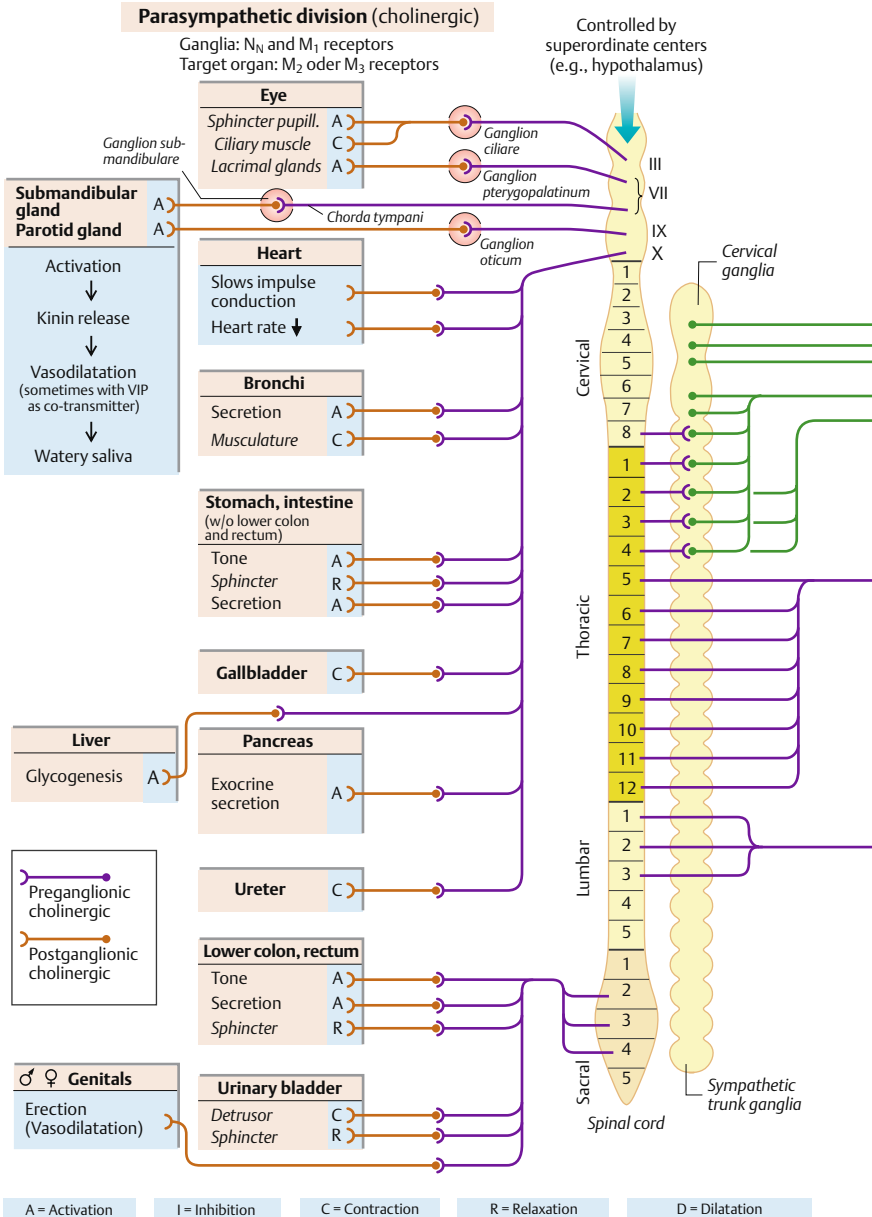 Parasympathetic division (cholinergic)
Ganglia: NN and M1 receptors
Target organ: M2 oder M3 receptors
Controlled by
superordinate centers
(e.g., hypothalamus)
Eye
Sphincter pupill. A
Ciliary muscle C
Lacrimal glands A
Ganglion
ciliare
Ganglion
pterygopalatinum
Ganglion sub-
mandibulare
Chorda tympani
Ganglion
oticum
III
VII
IX
X
Submandibular
gland A
Parotid gland A
Activation
Kinin release
Vasodilatation
(sometimes with VIP
as co-transmitter)
Watery saliva
Heart
Slows impulse
conduction
Heart rate
Bronchi
Secretion A
Musculature C
Stomach, intestine
(w/o lower colon
and rectum)
Tone A
Sphincter R
Secretion A
Gallbladder C
Liver
Glycogenesis A
Pancreas
Exocrine
secretion A
Ureter C
Preganglionic
cholinergic
Postganglionic
cholinergic
Lower colon, rectum
Tone A
Secretion A
Sphincter R
♂ ♀ Genitals
Erection
(Vasodilatation)
Urinary bladder
Detrusor C
Sphincter R
Cervical
1
2
3
4
5
6
7
8
Thoracic
1
2
3
4
5
6
7
8
9
10
11
12
Lumbar
1
2
3
4
5
Sacral
1
2
3
4
5
Spinal cord
Cervical
ganglia
Sympathetic
trunk ganglia
A = Activation
I = Inhibition
C = Contraction
R = Relaxation
D = Dilatation